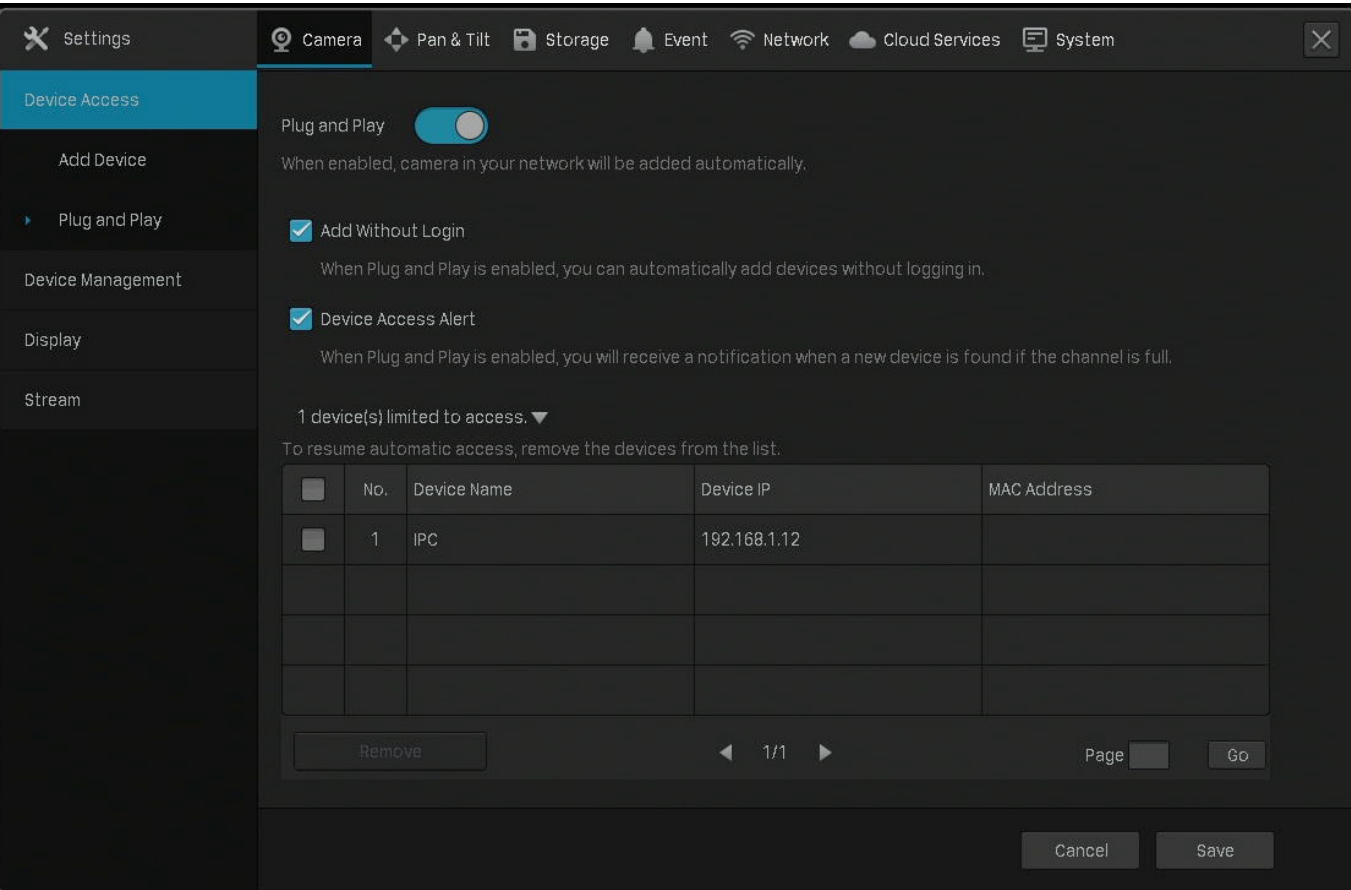 Settings
Camera Pan & Tilt Storage Event Network Cloud Services System
Device Access
Add Device
Plug and Play
Device Management
Display
Stream
Plug and Play
When enabled, camera in your network will be added automatically.
Add Without Login
When Plug and Play is enabled, you can automatically add devices without logging in.
Device Access Alert
When Plug and Play is enabled, you will receive a notification when a new device is found if the channel is full.
1 device(s) limited to access.
To resume automatic access, remove the devices from the list.
No. Device Name Device IP MAC Address
1 IPC 192.168.1.12
Remove 1/1 Page Go
Cancel Save